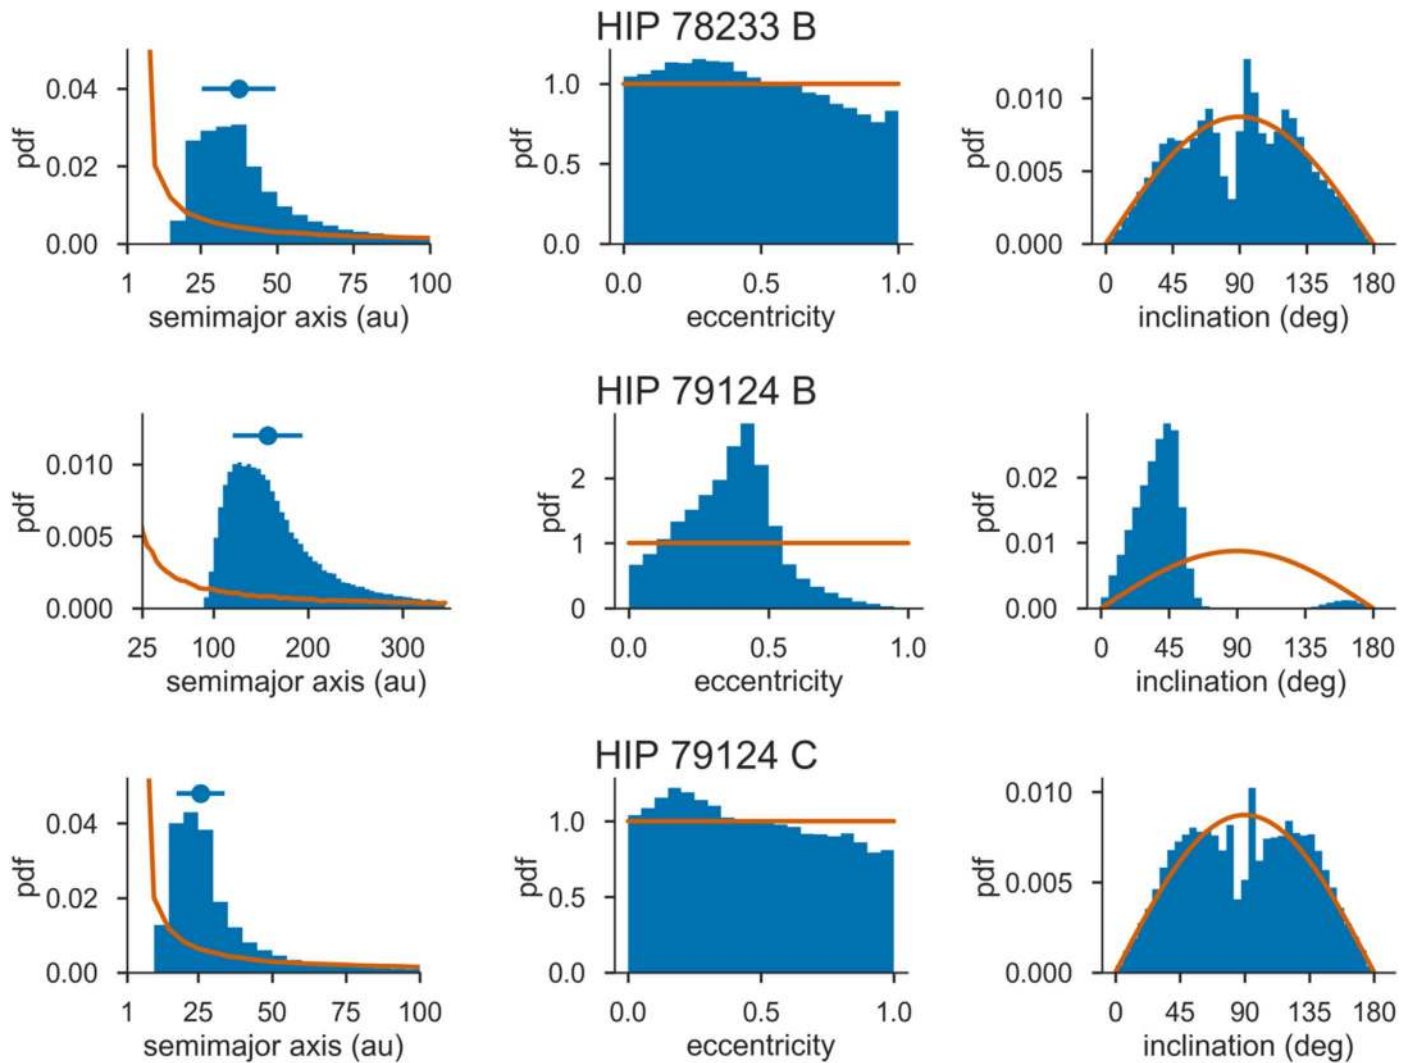 HIP 78233 B
0.04
0.02
0.00
pdf
1 25 50 75 100
semimajor axis (au)
1.0
0.5
0.0
pdf
0.0 0.5 1.0
eccentricity
0.010
0.005
0.000
pdf
0 45 90 135 180
inclination (deg)
HIP 79124 B
0.010
0.005
0.000
pdf
25 100 200 300
semimajor axis (au)
2
1
0
pdf
0.0 0.5 1.0
eccentricity
0.02
0.01
0.00
pdf
0 45 90 135 180
inclination (deg)
HIP 79124 C
0.04
0.02
0.00
pdf
1 25 50 75 100
semimajor axis (au)
1.0
0.5
0.0
pdf
0.0 0.5 1.0
eccentricity
0.010
0.005
0.000
pdf
0 45 90 135 180
inclination (deg)